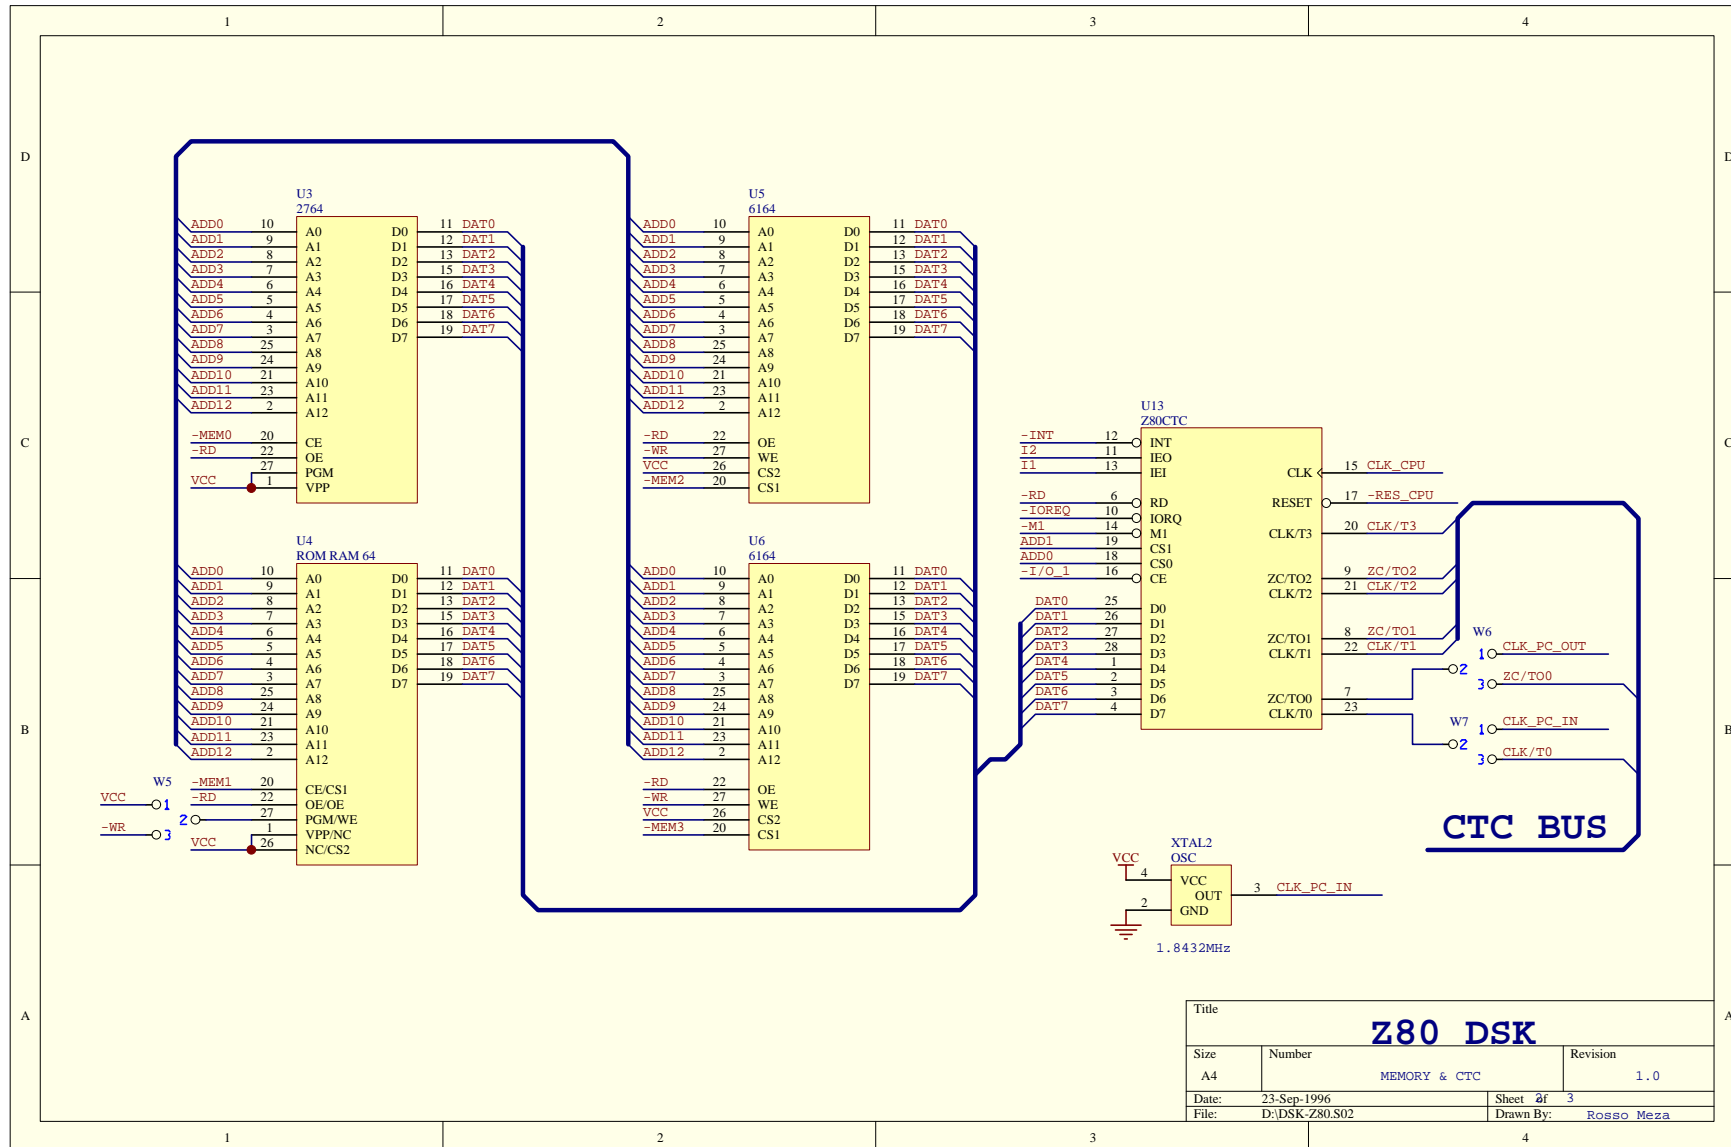 1 2 3 4
D D
C C
B B
A A
U3
2764
ADD0 10 A0 D0 11 DAT0
ADD1 9 A1 D1 12 DAT1
ADD2 8 A2 D2 13 DAT2
ADD3 7 A3 D3 15 DAT3
ADD4 6 A4 D4 16 DAT4
ADD5 5 A5 D5 17 DAT5
ADD6 4 A6 D6 18 DAT6
ADD7 3 A7 D7 19 DAT7
ADD8 25 A8
ADD9 24 A9
ADD10 21 A10
ADD11 23 A11
ADD12 2 A12
-MEM0 20 CE
-RD 22 OE
27 PGM
VCC 1 VPP
U5
6164
ADD0 10 A0 D0 11 DAT0
ADD1 9 A1 D1 12 DAT1
ADD2 8 A2 D2 13 DAT2
ADD3 7 A3 D3 15 DAT3
ADD4 6 A4 D4 16 DAT4
ADD5 5 A5 D5 17 DAT5
ADD6 4 A6 D6 18 DAT6
ADD7 3 A7 D7 19 DAT7
ADD8 25 A8
ADD9 24 A9
ADD10 21 A10
ADD11 23 A11
ADD12 2 A12
-RD 22 OE
-WR 27 WE
VCC 26 CS2
-MEM2 20 CS1
U4
ROM RAM 64
ADD0 10 A0 D0 11 DAT0
ADD1 9 A1 D1 12 DAT1
ADD2 8 A2 D2 13 DAT2
ADD3 7 A3 D3 15 DAT3
ADD4 6 A4 D4 16 DAT4
ADD5 5 A5 D5 17 DAT5
ADD6 4 A6 D6 18 DAT6
ADD7 3 A7 D7 19 DAT7
ADD8 25 A8
ADD9 24 A9
ADD10 21 A10
ADD11 23 A11
ADD12 2 A12
W5
-MEM1 20 CE/CS1
VCC 1 -RD 22 OE/OE
2 27 PGM/WE
-WR 3 1 VPP/NC
VCC 26 NC/CS2
U6
6164
ADD0 10 A0 D0 11 DAT0
ADD1 9 A1 D1 12 DAT1
ADD2 8 A2 D2 13 DAT2
ADD3 7 A3 D3 15 DAT3
ADD4 6 A4 D4 16 DAT4
ADD5 5 A5 D5 17 DAT5
ADD6 4 A6 D6 18 DAT6
ADD7 3 A7 D7 19 DAT7
ADD8 25 A8
ADD9 24 A9
ADD10 21 A10
ADD11 23 A11
ADD12 2 A12
-RD 22 OE
-WR 27 WE
VCC 26 CS2
-MEM3 20 CS1
U13
Z80CTC
-INT 12 INT
I2 11 IEO
I1 13 IEI CLK 15 CLK_CPU
-RD 6 RD RESET 17 -RES_CPU
-IOREQ 10 IORQ
-M1 14 M1 CLK/T3 20 CLK/T3
ADD1 19 CS1
ADD0 18 CS0
-I/O_1 16 CE ZC/TO2 9 ZC/TO2
CLK/T2 21 CLK/T2
DAT0 25 D0
DAT1 26 D1
DAT2 27 D2 ZC/TO1 8 ZC/TO1
DAT3 28 D3 CLK/T1 22 CLK/T1
DAT4 1 D4
DAT5 2 D5
DAT6 3 D6 ZC/TO0 7
DAT7 4 D7 CLK/T0 23
W6
1 CLK_PC_OUT
2
3 ZC/TO0
W7 1 CLK_PC_IN
2
3 CLK/T0
CTC BUS
XTAL2
OSC
VCC 4 VCC
OUT 3 CLK_PC_IN
2 GND
1.8432MHz
Title
Z80 DSK
Size Number Revision
A4 MEMORY & CTC 1.0
Date: 23-Sep-1996 Sheet 2 of 3
File: D:\DSK-Z80.S02 Drawn By: Rosso Meza
1 2 3 4